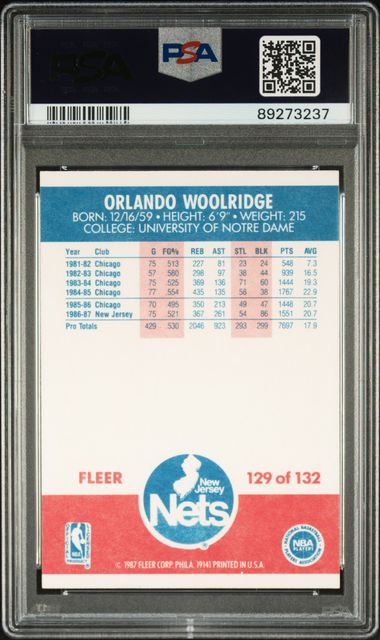 PSA
PSA
89273237
ORLANDO WOOLRIDGE
BORN: 12/16/59 • HEIGHT: 6'9" • WEIGHT: 215
COLLEGE: UNIVERSITY OF NOTRE DAME
Year Club G FG% REB AST STL BLK PTS AVG
1981-82 Chicago 75 .513 227 81 23 24 548 7.3
1982-83 Chicago 57 .580 298 97 38 44 939 16.5
1983-84 Chicago 75 .525 369 136 71 60 1444 19.3
1984-85 Chicago 77 .554 435 135 58 38 1767 22.9
1985-86 Chicago 70 .495 350 213 49 47 1448 20.7
1986-87 New Jersey 75 .521 367 261 54 86 1551 20.7
Pro Totals 429 .530 2046 923 293 299 7697 17.9
FLEER
New Jersey
Nets
129 of 132
NBA
NATIONAL BASKETBALL
NBA
PLAYERS
PLAYERS ASSOCIATION
© 1987 FLEER CORP. PHILA. 19141 PRINTED IN U.S.A.